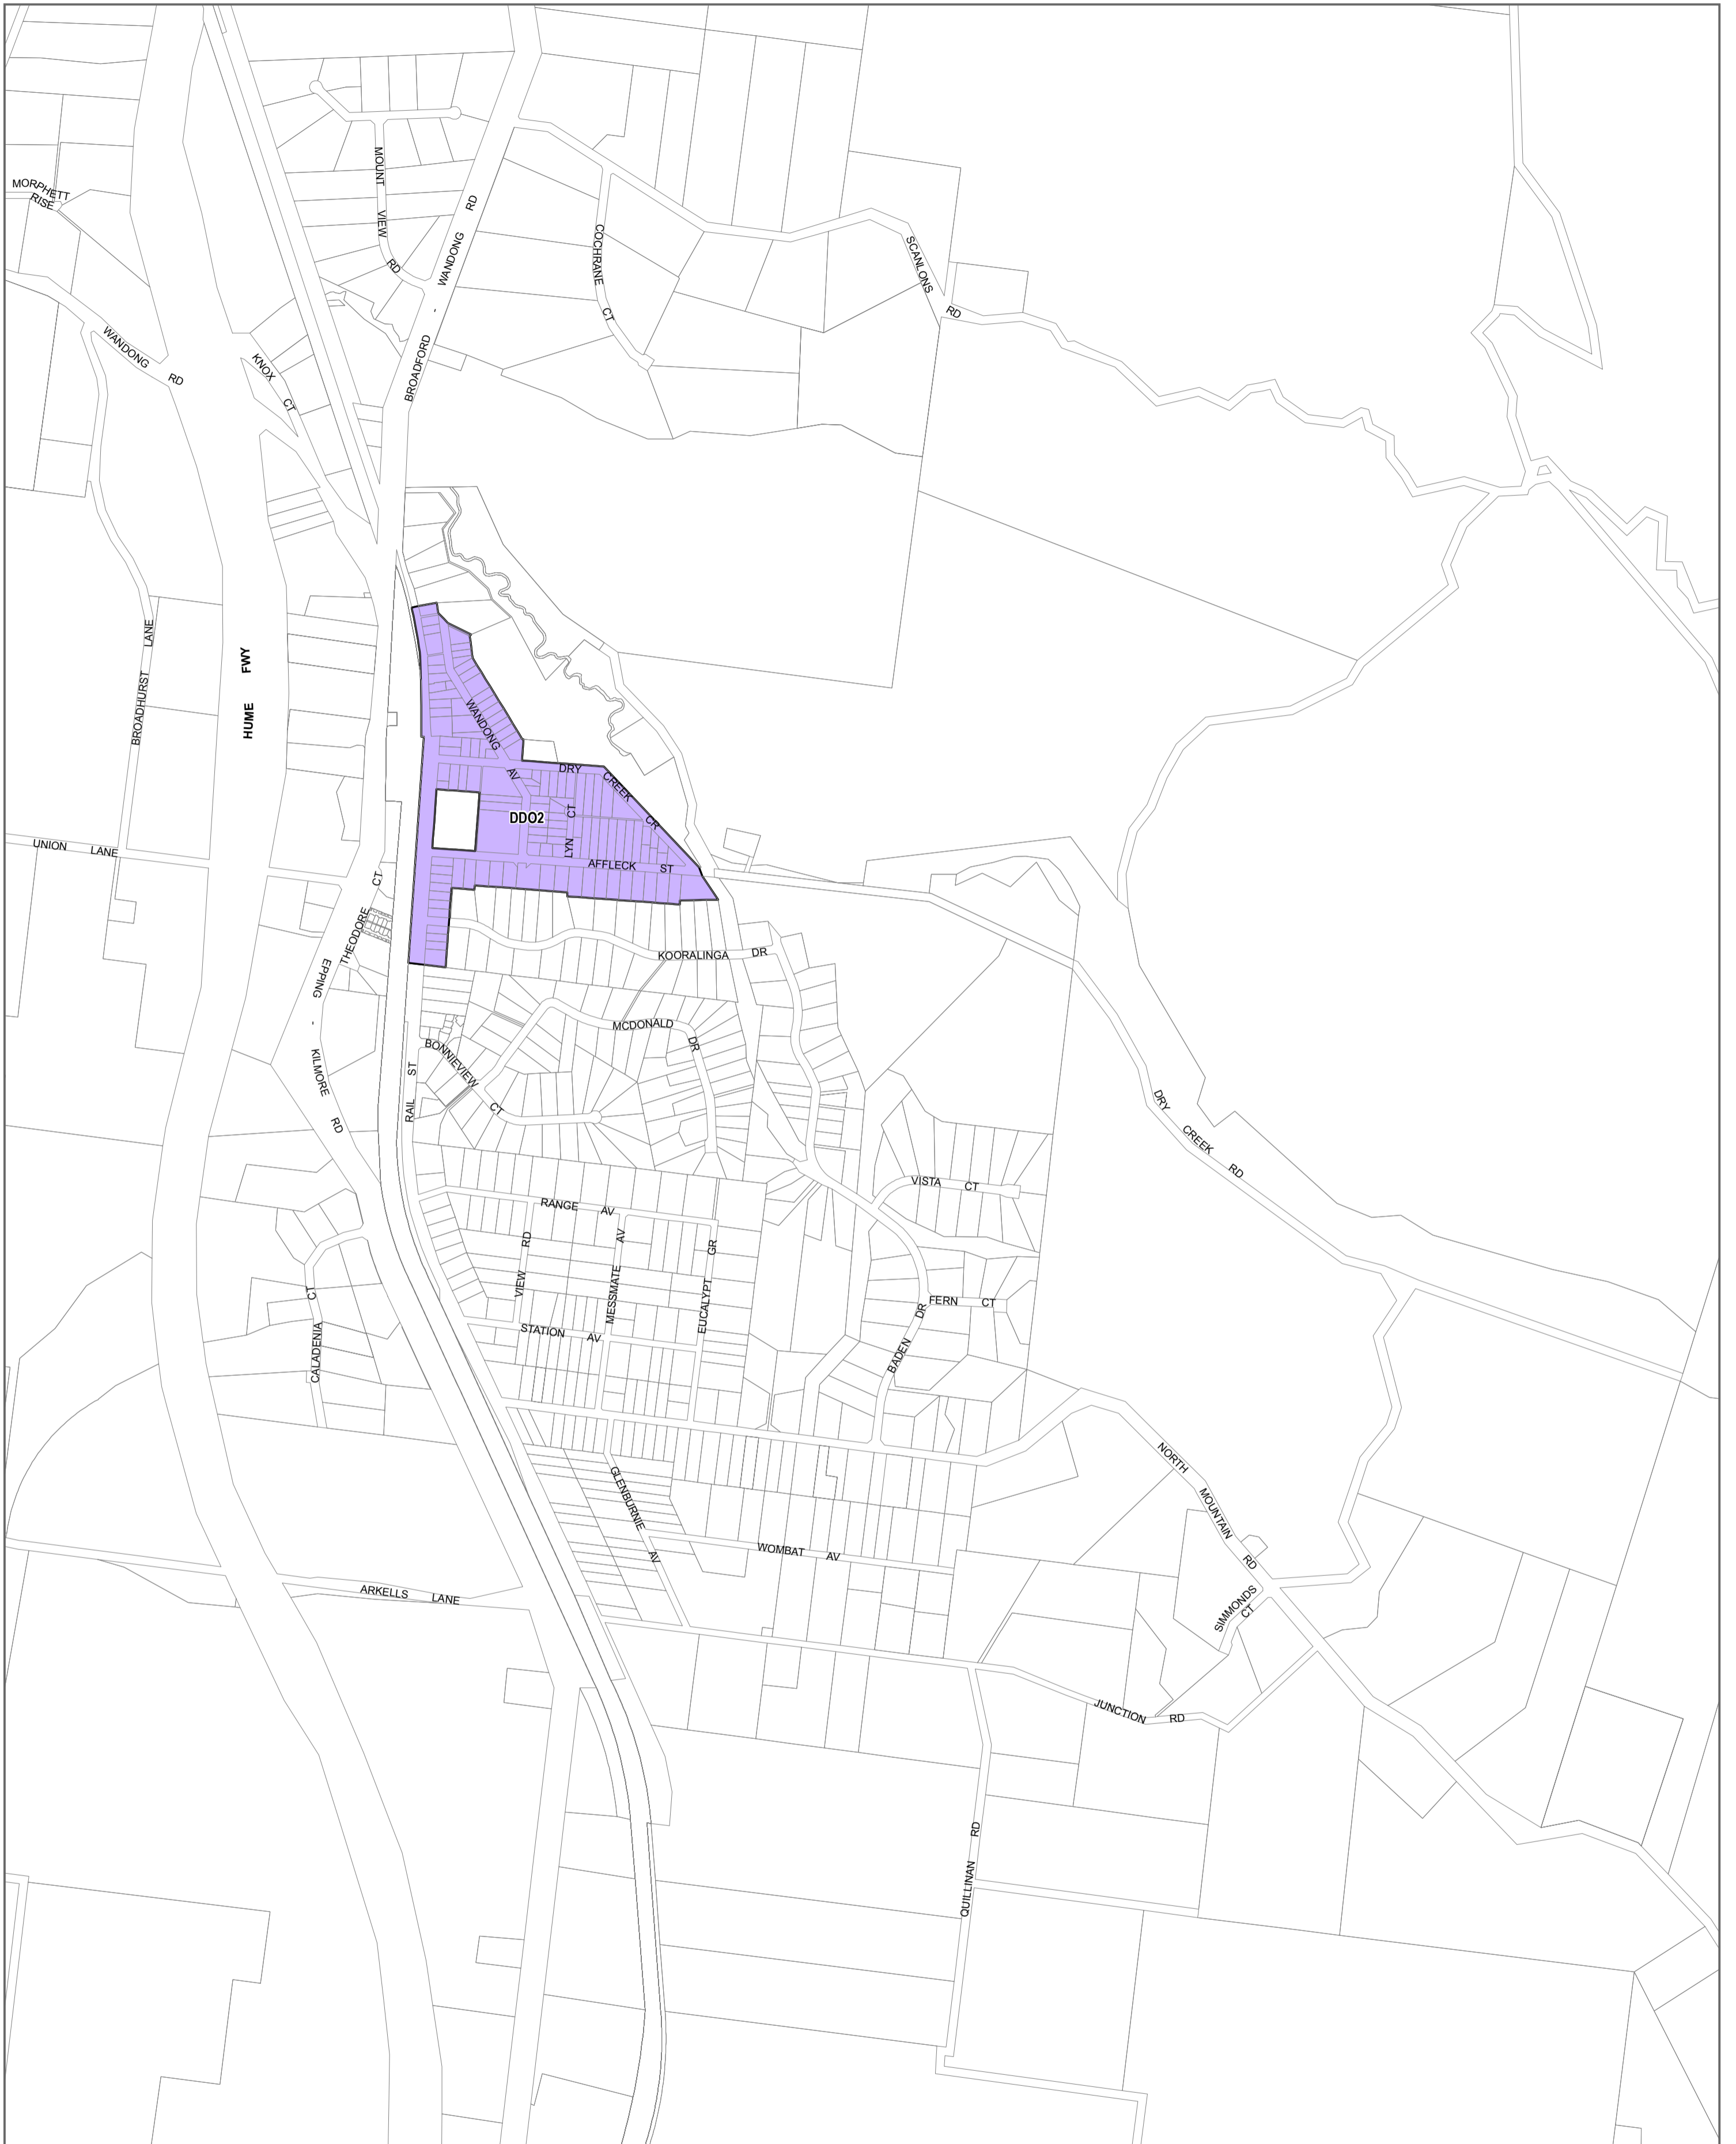 MORPHETT
RISE
MOUNT VIEW RD
BROADFORD - WANDONG RD
COCHRANE CT
SCANLONS RD
WANDONG RD
KNOX CT
BROADHURST LANE
HUME FWY
WANDONG AV
DRY CREEK CR
DDO2
LYN CT
AFFLECK ST
UNION LANE
THEODORE CT
EPPING - KILMORE RD
KOORALINGA DR
MCDONALD DR
BONNIEVIEW CT
RAIL ST
DRY CREEK RD
VISTA CT
RANGE AV
VIEW RD
MESSMATE AV
EUCALYPT GR
STATION AV
FERN CT
BADEN DR
CALADENIA CT
NORTH MOUNTAIN RD
GLENBURNIE AV
WOMBAT AV
ARKELLS LANE
SIMMONDS
CT
JUNCTION RD
QUILLINAN RD